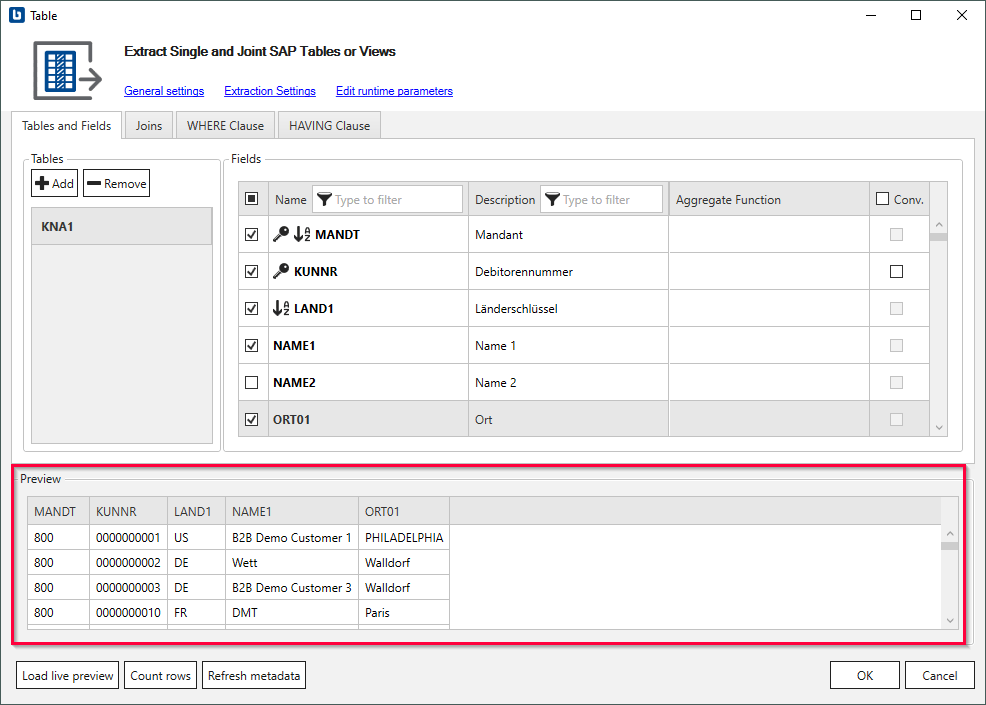 Table
Extract Single and Joint SAP Tables or Views
General settings Extraction Settings Edit runtime parameters
Tables and Fields Joins WHERE Clause HAVING Clause
Tables
Add Remove
KNA1
Fields
Name Type to filter Description Type to filter Aggregate Function Conv.
MANDT Mandant
KUNNR Debitorennummer
LAND1 Länderschlüssel
NAME1 Name 1
NAME2 Name 2
ORT01 Ort
Preview
MANDT KUNNR LAND1 NAME1 ORT01
800 0000000001 US B2B Demo Customer 1 PHILADELPHIA
800 0000000002 DE Wett Walldorf
800 0000000003 DE B2B Demo Customer 3 Walldorf
800 0000000010 FR DMT Paris
Load live preview Count rows Refresh metadata OK Cancel